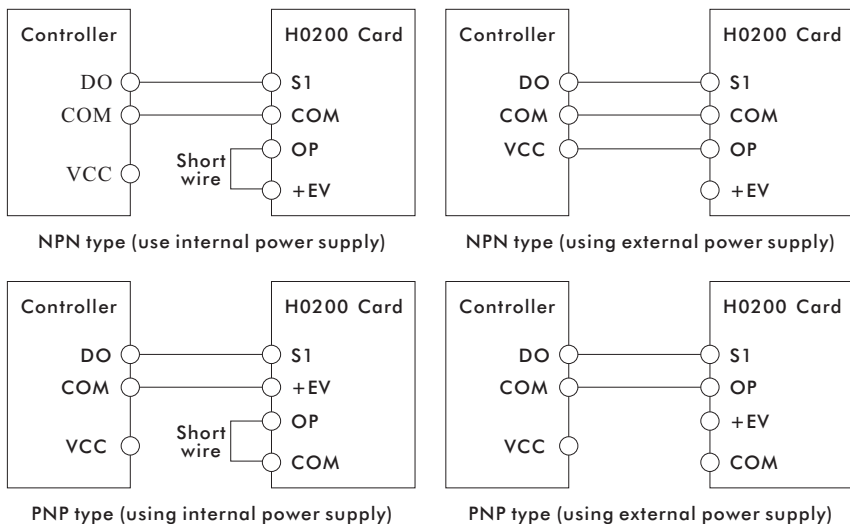 Controller
H0200 Card
DO
S1
COM
COM
OP
Short
wire
VCC
+EV
NPN type (use internal power supply)
Controller
H0200 Card
DO
S1
COM
COM
VCC
OP
+EV
NPN type (using external power supply)
Controller
H0200 Card
DO
S1
COM
+EV
OP
Short
wire
VCC
COM
PNP type (using internal power supply)
Controller
H0200 Card
DO
S1
COM
OP
+EV
VCC
COM
PNP type (using external power supply)